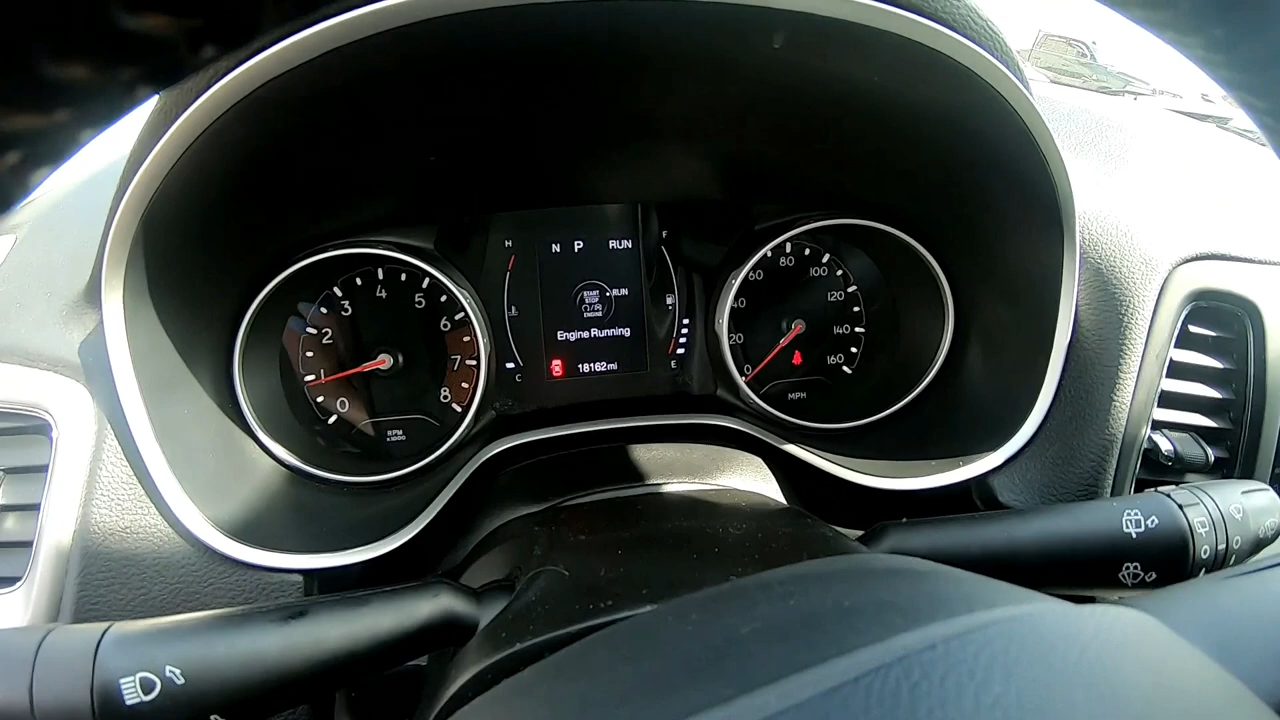 0
1
2
3
4
5
6
7
8
RPM
x1000
H
C
N P RUN
START
STOP
ENGINE
RUN
Engine Running
18162 mi
F
E
0
20
40
60
80
100
120
140
160
MPH